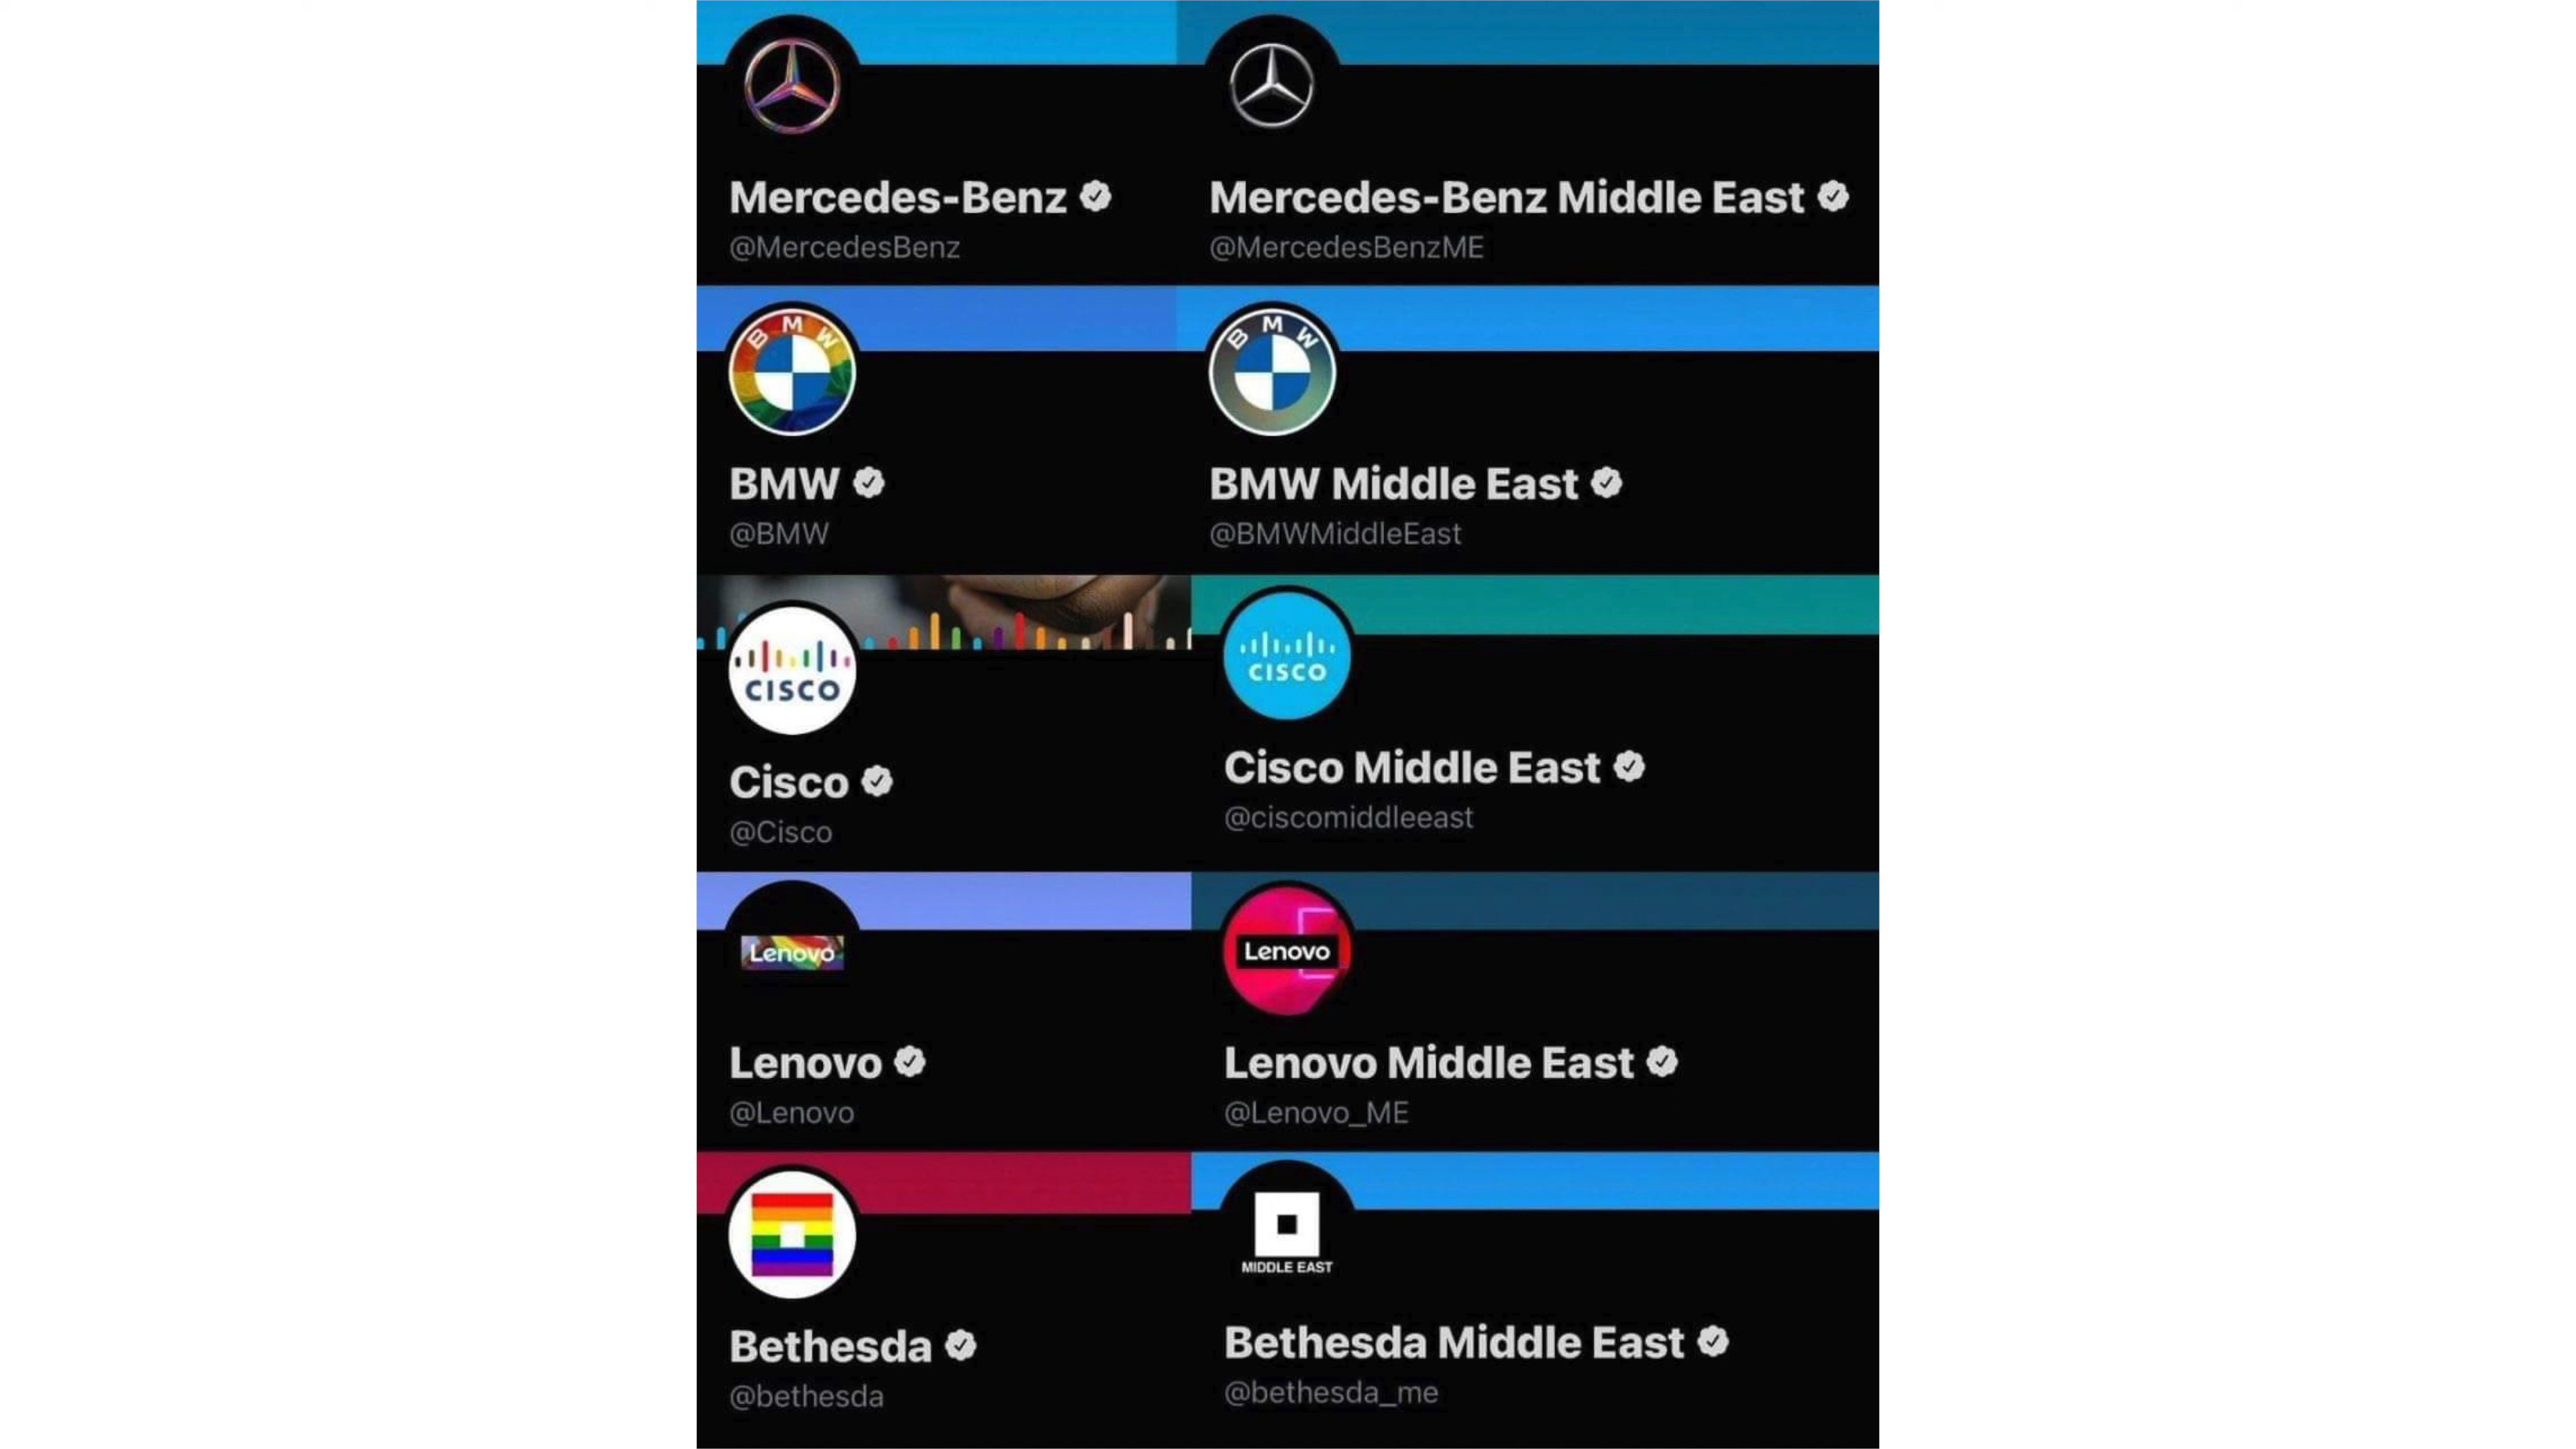 Mercedes-Benz
@MercedesBenz
Mercedes-Benz Middle East
@MercedesBenzME
BMW
BMW
@BMW
BMW
BMW Middle East
@BMWMiddleEast
CISCO
Cisco
@Cisco
CISCO
Cisco Middle East
@ciscomiddleeast
Lenovo
Lenovo
@Lenovo
Lenovo
Lenovo Middle East
@Lenovo_ME
Bethesda
@bethesda
MIDDLE EAST
Bethesda Middle East
@bethesda_me